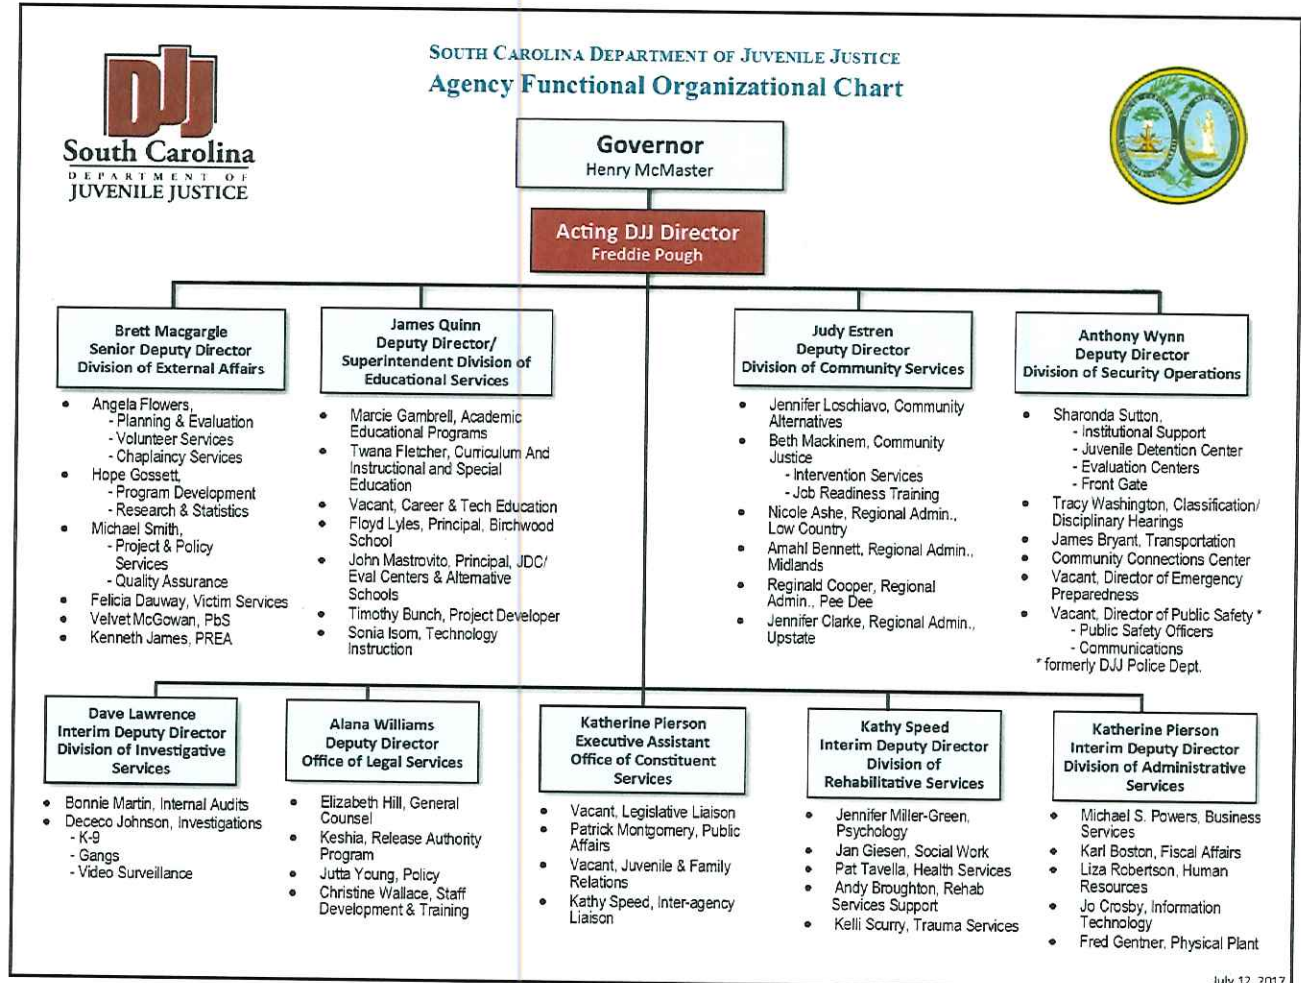 SOUTH CAROLINA DEPARTMENT OF JUVENILE JUSTICE
Agency Functional Organizational Chart
DJJ
South Carolina
DEPARTMENT OF
JUVENILE JUSTICE
Governor
Henry McMaster
Acting DJJ Director
Freddie Pough
Brett Macgargle
Senior Deputy Director
Division of External Affairs
• Angela Flowers,
- Planning & Evaluation
- Volunteer Services
- Chaplaincy Services
• Hope Gossett,
- Program Development
- Research & Statistics
• Michael Smith,
- Project & Policy
Services
- Quality Assurance
• Felicia Dauway, Victim Services
• Velvet McGowan, PbS
• Kenneth James, PREA
James Quinn
Deputy Director/
Superintendent Division of
Educational Services
• Marcie Gambrell, Academic
Educational Programs
• Twana Fletcher, Curriculum And
Instructional and Special
Education
• Vacant, Career & Tech Education
• Floyd Lyles, Principal, Birchwood
School
• John Mastrovito, Principal, JDC/
Eval Centers & Alternative
Schools
• Timothy Bunch, Project Developer
• Sonia Isom, Technology
Instruction
Judy Estren
Deputy Director
Division of Community Services
• Jennifer Loschiavo, Community
Alternatives
• Beth Mackinem, Community
Justice
- Intervention Services
- Job Readiness Training
• Nicole Ashe, Regional Admin.,
Low Country
• Amahl Bennett, Regional Admin.,
Midlands
• Reginald Cooper, Regional
Admin., Pee Dee
• Jennifer Clarke, Regional Admin.,
Upstate
Anthony Wynn
Deputy Director
Division of Security Operations
• Sharonda Sutton,
- Institutional Support
- Juvenile Detention Center
- Evaluation Centers
- Front Gate
• Tracy Washington, Classification/
Disciplinary Hearings
• James Bryant, Transportation
• Community Connections Center
• Vacant, Director of Emergency
Preparedness
• Vacant, Director of Public Safety *
- Public Safety Officers
- Communications
* formerly DJJ Police Dept.
Dave Lawrence
Interim Deputy Director
Division of Investigative
Services
• Bonnie Martin, Internal Audits
• Dececo Johnson, Investigations
- K-9
- Gangs
- Video Surveillance
Alana Williams
Deputy Director
Office of Legal Services
• Elizabeth Hill, General
Counsel
• Keshia, Release Authority
Program
• Jutta Young, Policy
• Christine Wallace, Staff
Development & Training
Katherine Pierson
Executive Assistant
Office of Constituent
Services
• Vacant, Legislative Liaison
• Patrick Montgomery, Public
Affairs
• Vacant, Juvenile & Family
Relations
• Kathy Speed, Inter-agency
Liaison
Kathy Speed
Interim Deputy Director
Division of
Rehabilitative Services
• Jennifer Miller-Green,
Psychology
• Jan Giesen, Social Work
• Pat Tavella, Health Services
• Andy Broughton, Rehab
Services Support
• Kelli Scurry, Trauma Services
Katherine Pierson
Interim Deputy Director
Division of Administrative
Services
• Michael S. Powers, Business
Services
• Karl Boston, Fiscal Affairs
• Liza Robertson, Human
Resources
• Jo Crosby, Information
Technology
• Fred Gentner, Physical Plant
July 12, 2017